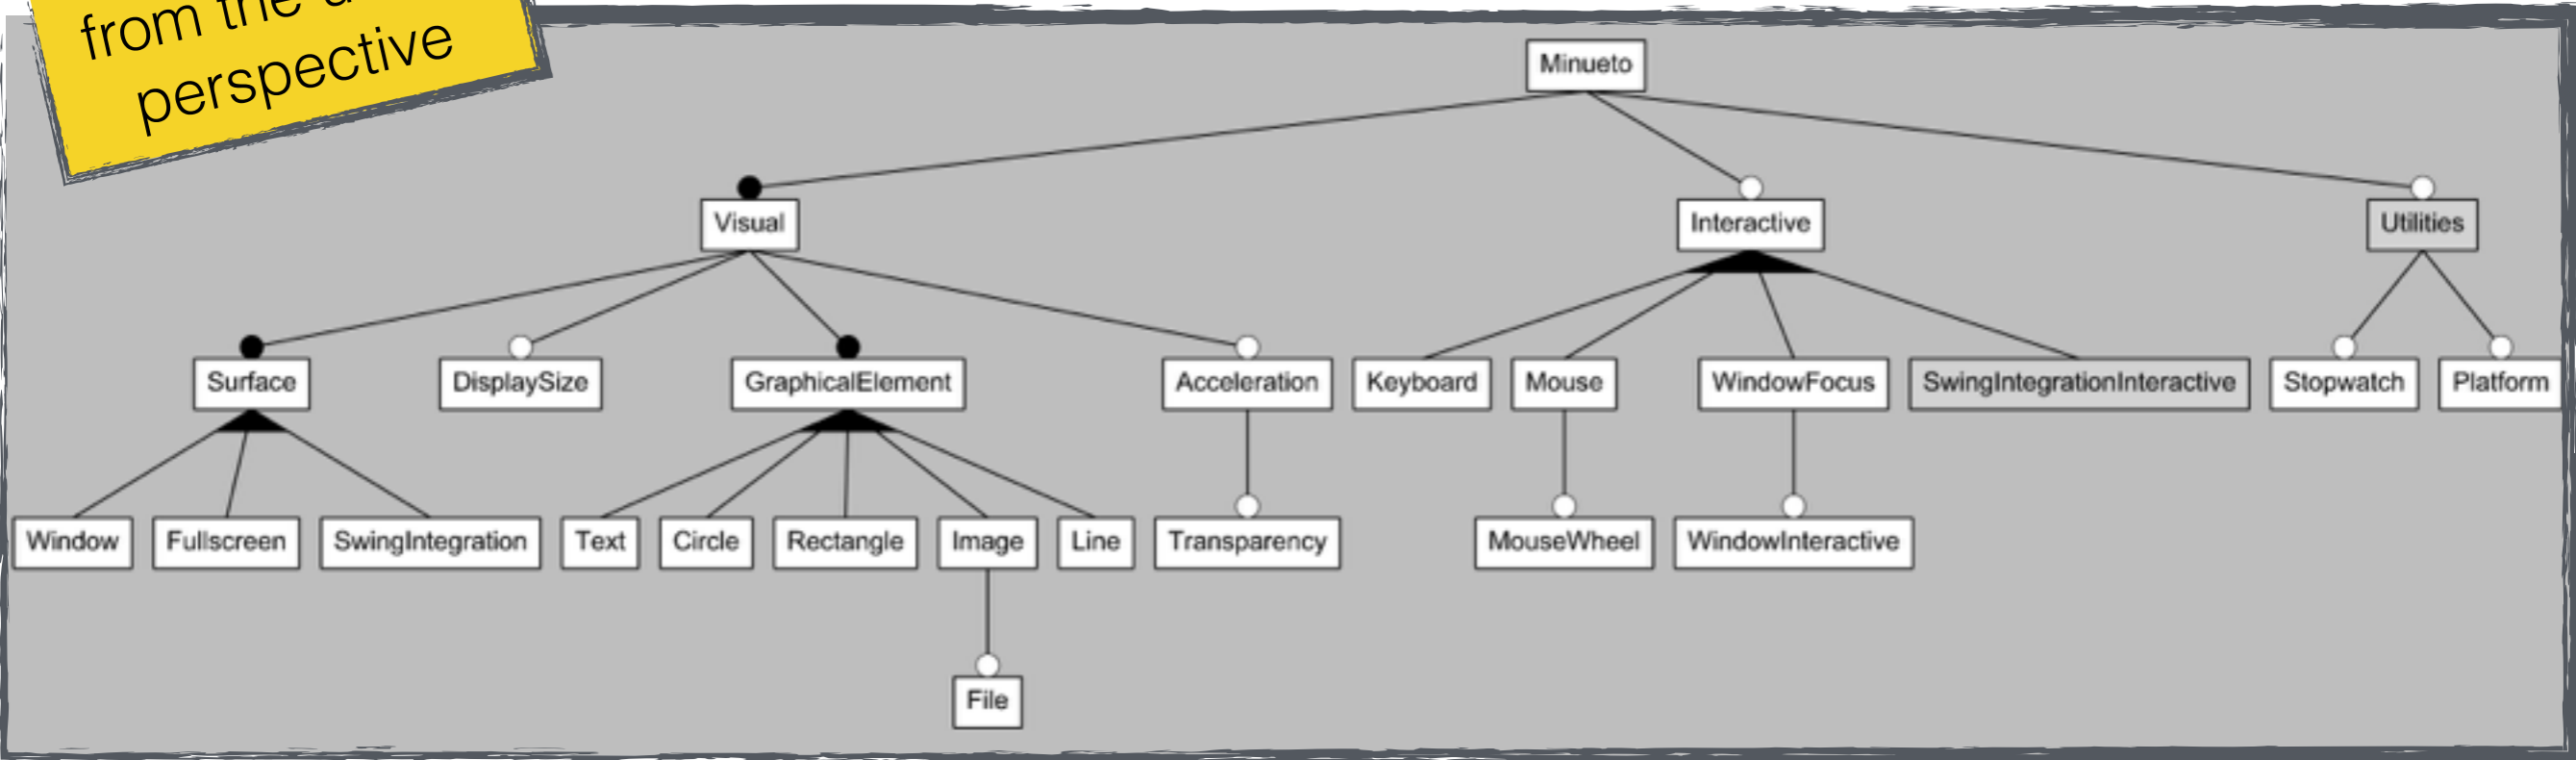 from the
perspective
Minueto
Visual
Interactive
Utilities
Surface
DisplaySize
GraphicalElement
Acceleration
Keyboard
Mouse
WindowFocus
SwingIntegrationInteractive
Stopwatch
Platform
Window
Fullscreen
SwingIntegration
Text
Circle
Rectangle
Image
Line
Transparency
MouseWheel
WindowInteractive
File